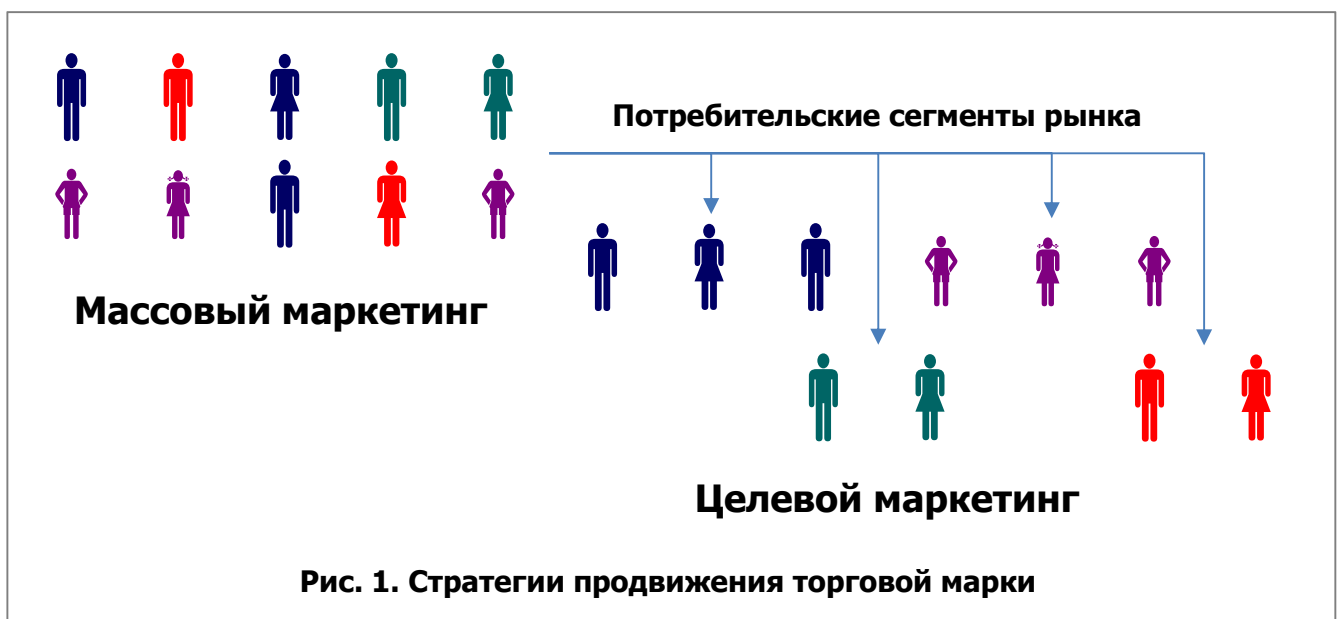 Потребительские сегменты рынка
Массовый маркетинг
Целевой маркетинг
Рис. 1. Стратегии продвижения торговой марки